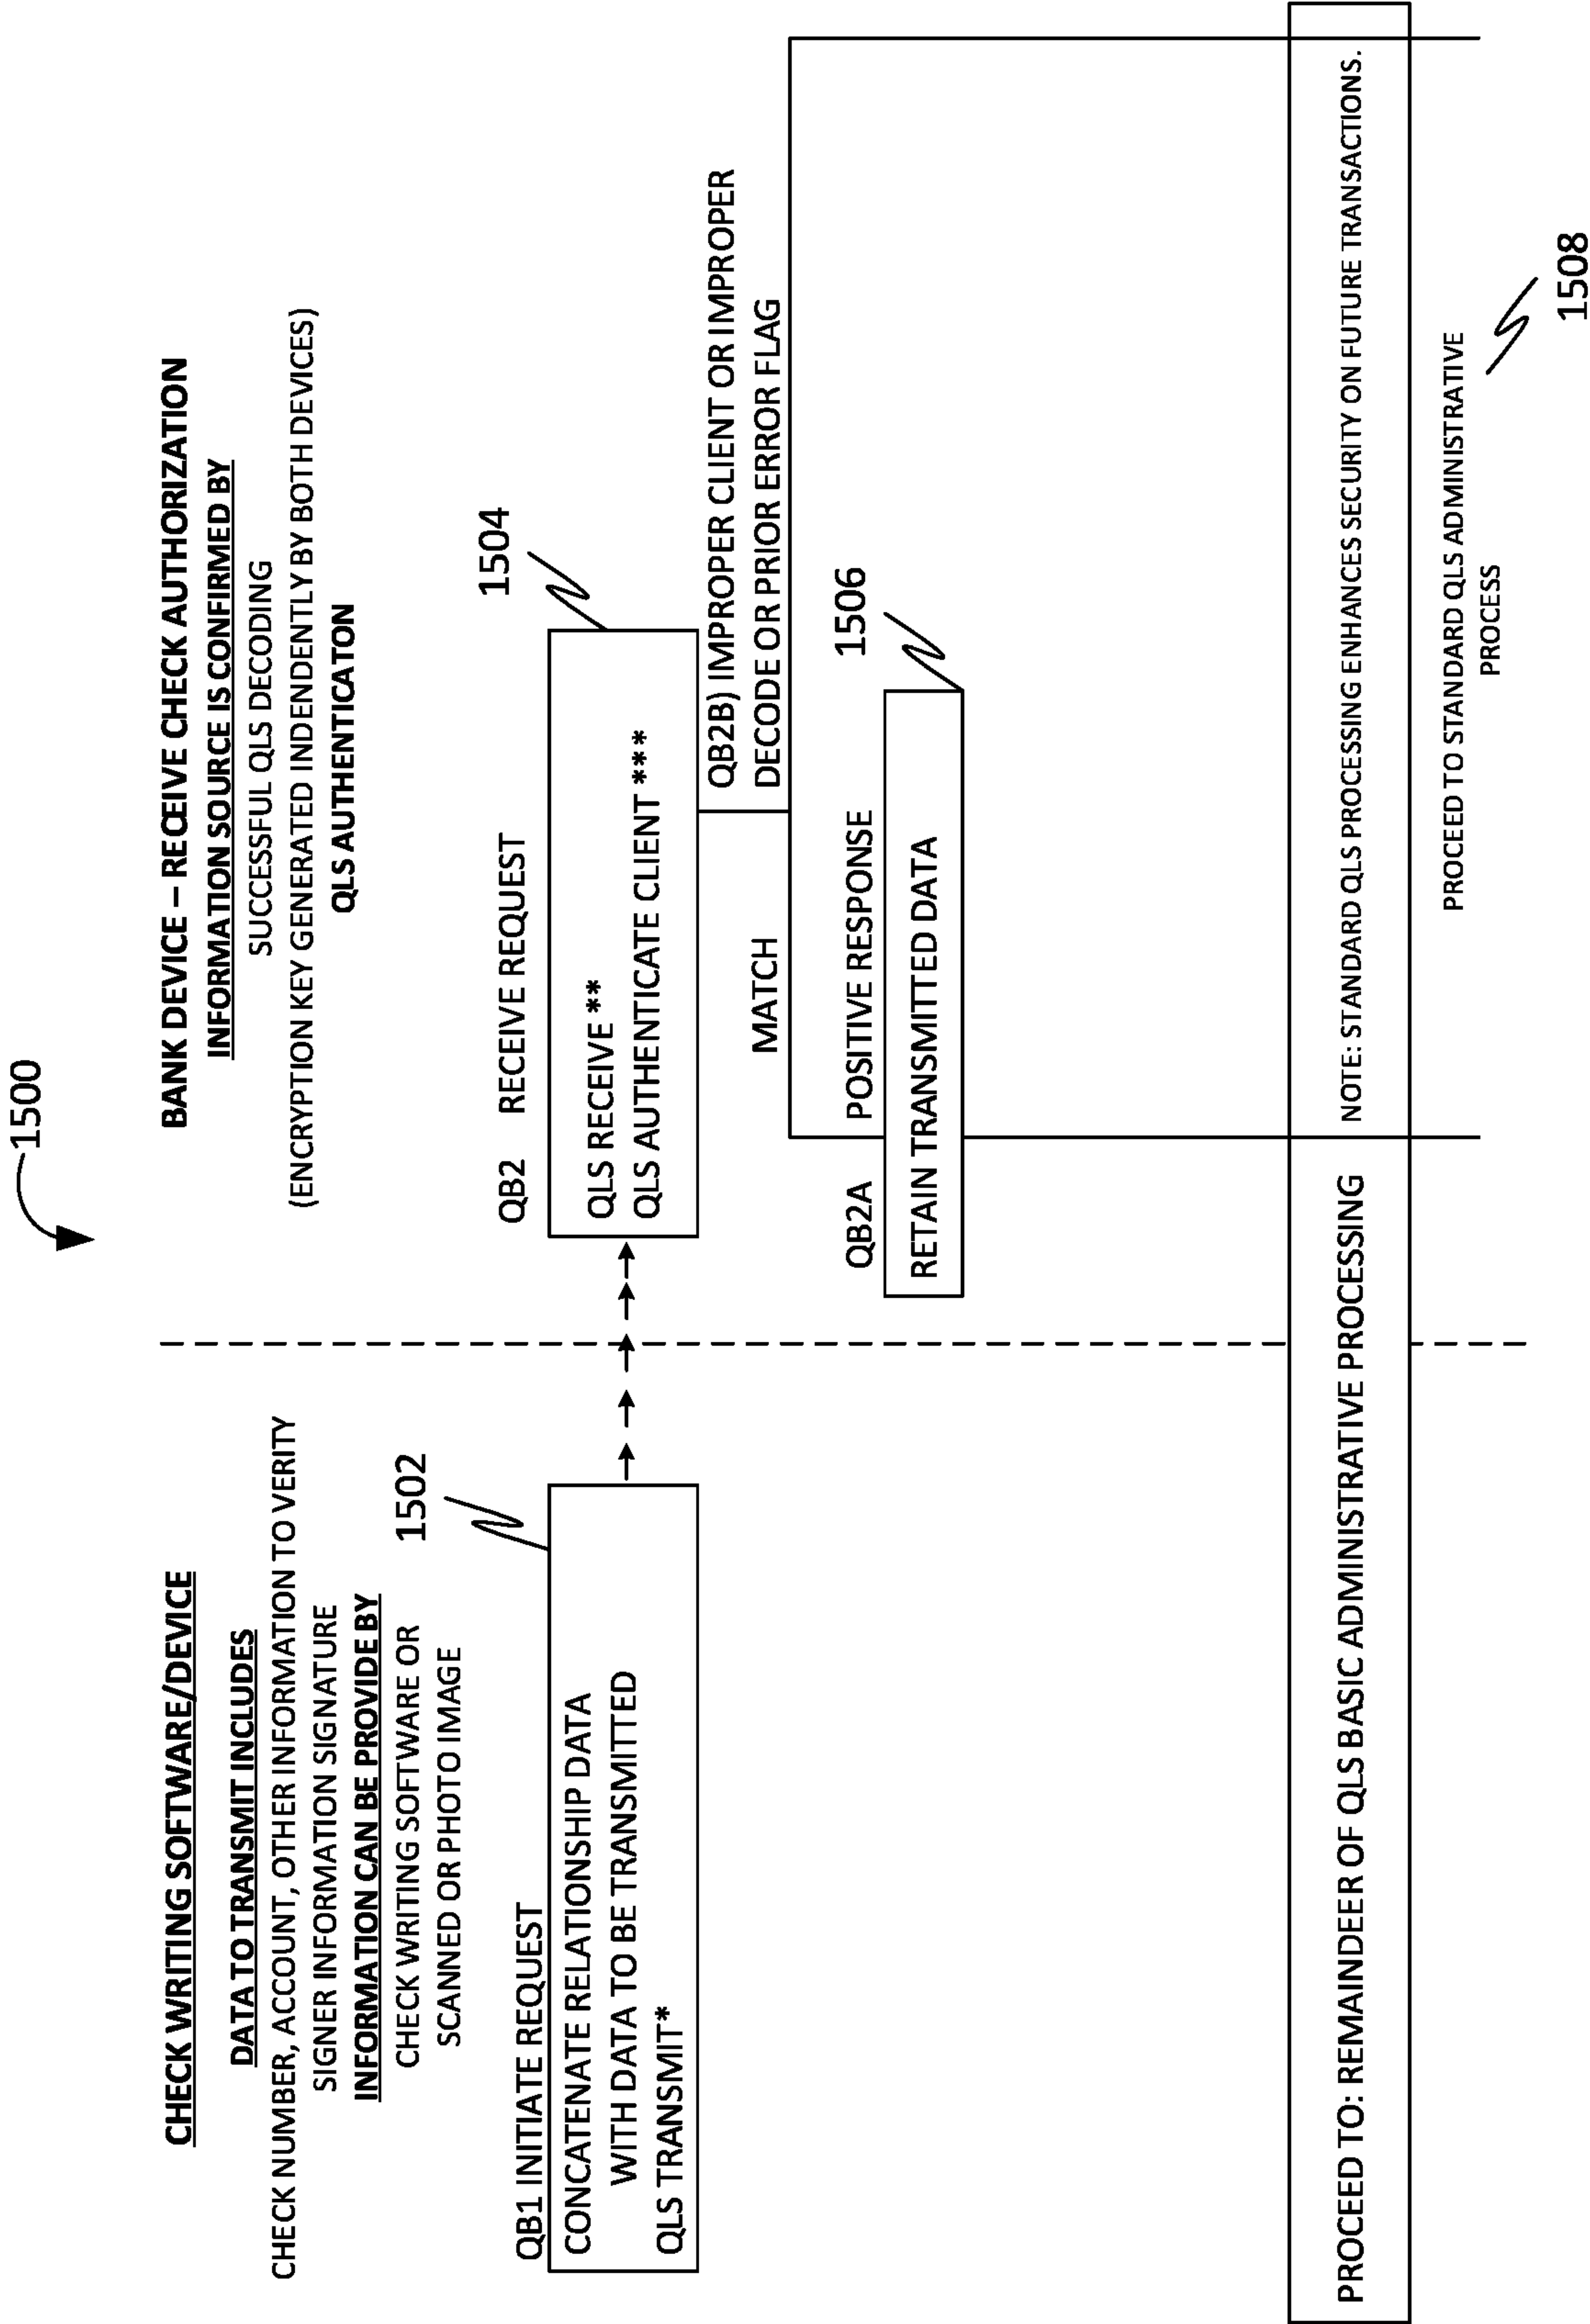 1500
CHECK WRITING SOFTWARE/DEVICE
DATA TO TRANSMIT INCLUDES
CHECK NUMBER, ACCOUNT, OTHER INFORMATION TO VERITY
SIGNER INFORMATION SIGNATURE
INFORMATION CAN BE PROVIDE BY
CHECK WRITING SOFTWARE OR
SCANNED OR PHOTO IMAGE
1502
QB1 INITIATE REQUEST
CONCATENATE RELATIONSHIP DATA
WITH DATA TO BE TRANSMITTED
QLS TRANSMIT*
BANK DEVICE – RECEIVE CHECK AUTHORIZATION
INFORMATION SOURCE IS CONFIRMED BY
SUCCESSFUL QLS DECODING
(ENCRYPTION KEY GENERATED INDENDENTLY BY BOTH DEVICES)
QLS AUTHENTICATON
1504
QB2 RECEIVE REQUEST
QLS RECEIVE **
QLS AUTHENTICATE CLIENT ***
QB2B) IMPROPER CLIENT OR IMPROPER
DECODE OR PRIOR ERROR FLAG
MATCH
1506
QB2A POSITIVE RESPONSE
RETAIN TRANSMITTED DATA
PROCEED TO: REMAINDEER OF QLS BASIC ADMINISTRATIVE PROCESSING
NOTE: STANDARD QLS PROCESSING ENHANCES SECURITY ON FUTURE TRANSACTIONS.
PROCEED TO STANDARD QLS ADMINISTRATIVE
PROCESS
1508